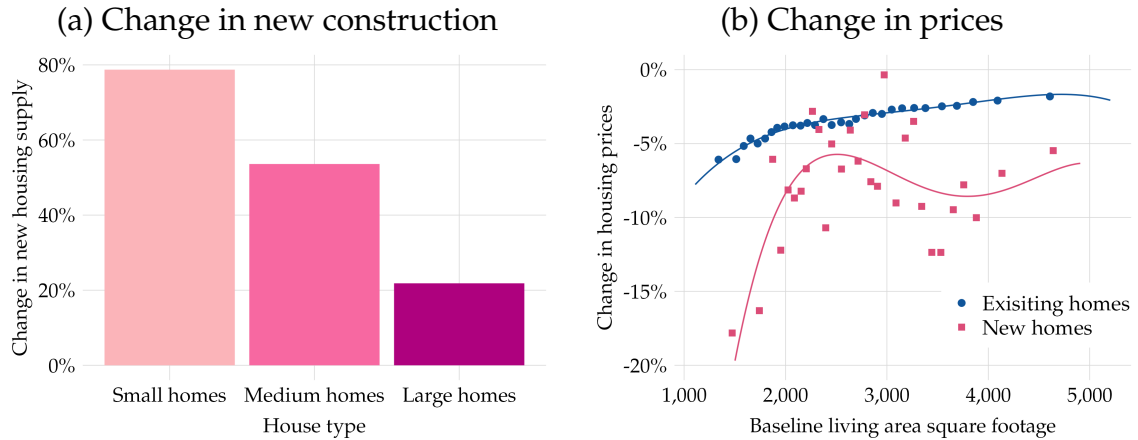 (a) Change in new construction
Change in new housing supply
80%
60%
40%
20%
0%
Small homes
Medium homes
Large homes
House type
(b) Change in prices
Change in housing prices
0%
-5%
-10%
-15%
-20%
Exisiting homes
New homes
1,000
2,000
3,000
4,000
5,000
Baseline living area square footage